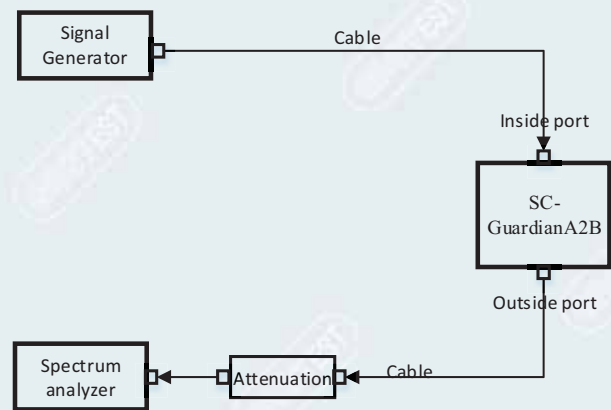 Signal
Generator
Cable
Inside port
SC-
GuardianA2B
Outside port
Spectrum
analyzer
Attenuation
Cable